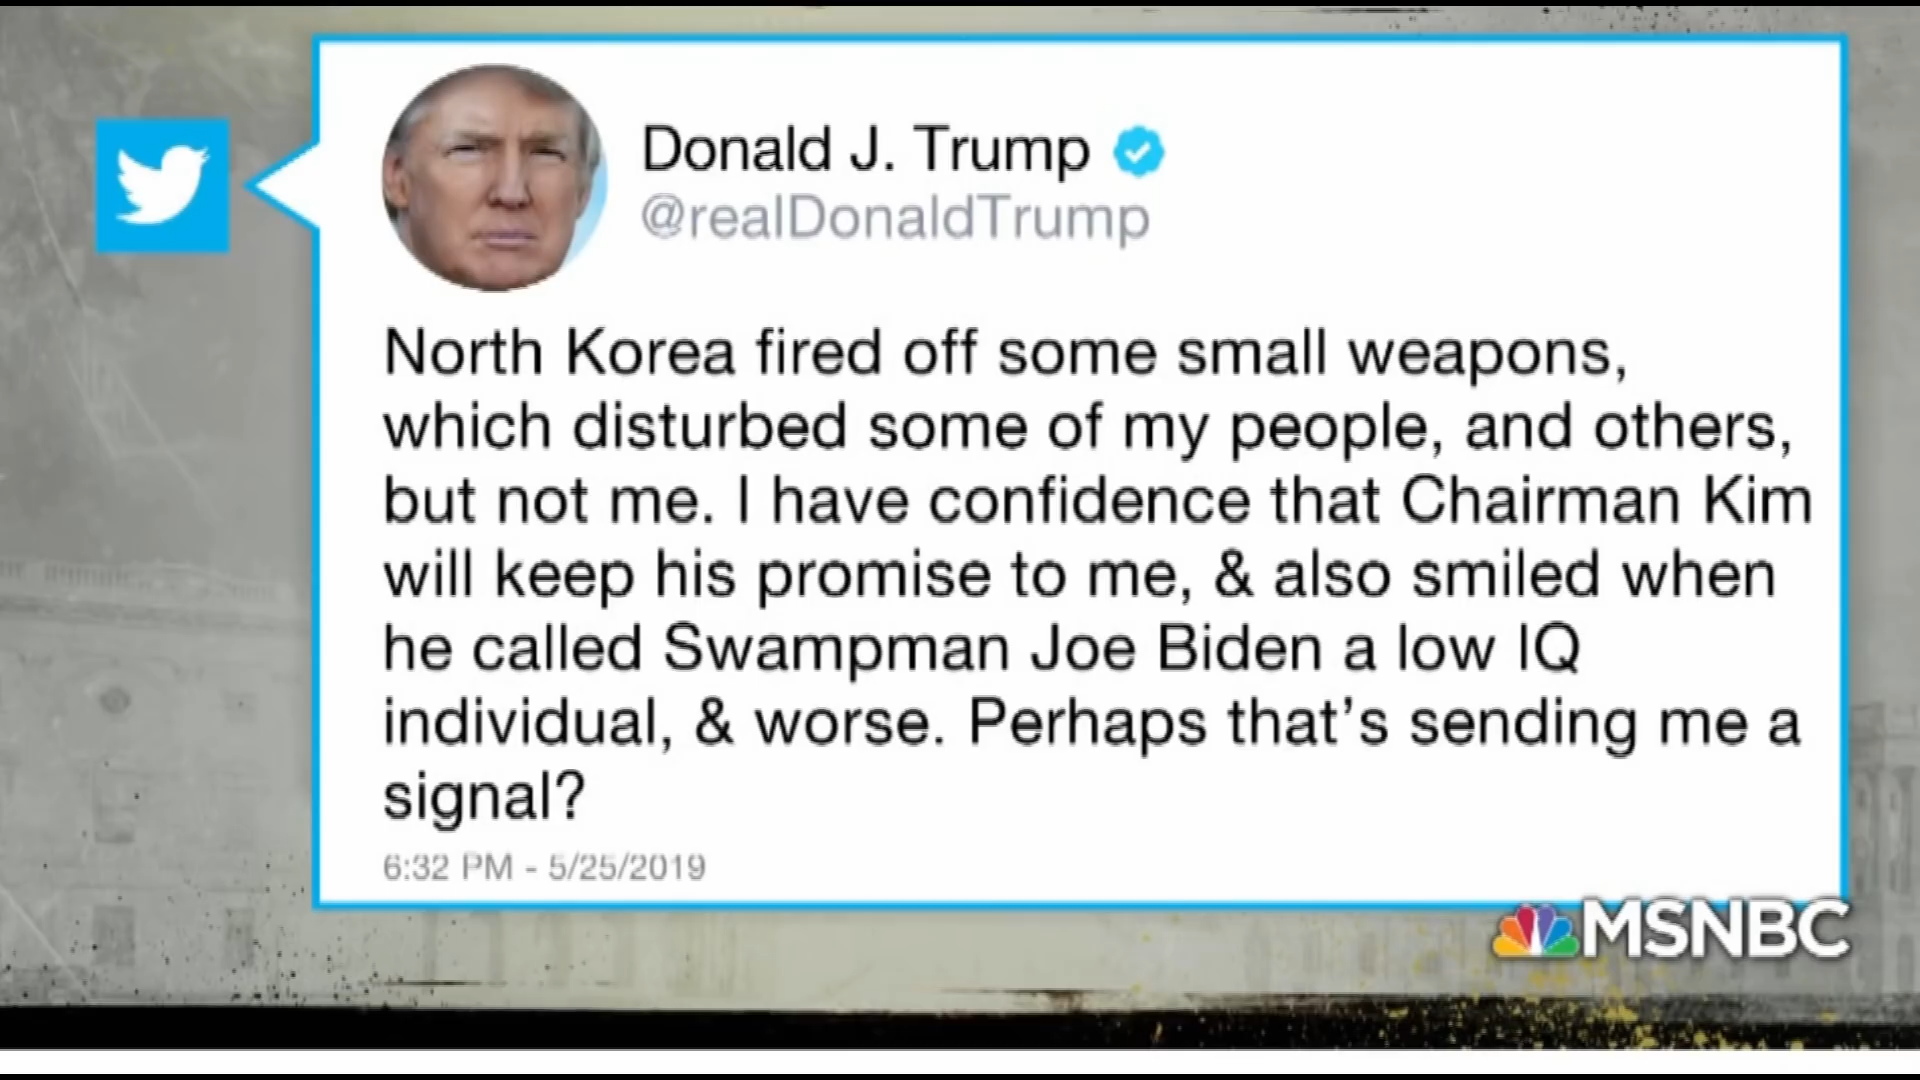 Donald J. Trump
@realDonaldTrump
North Korea fired off some small weapons,
which disturbed some of my people, and others,
but not me. I have confidence that Chairman Kim
will keep his promise to me, & also smiled when
he called Swampman Joe Biden a low IQ
individual, & worse. Perhaps that’s sending me a
signal?
6:32 PM - 5/25/2019
MSNBC